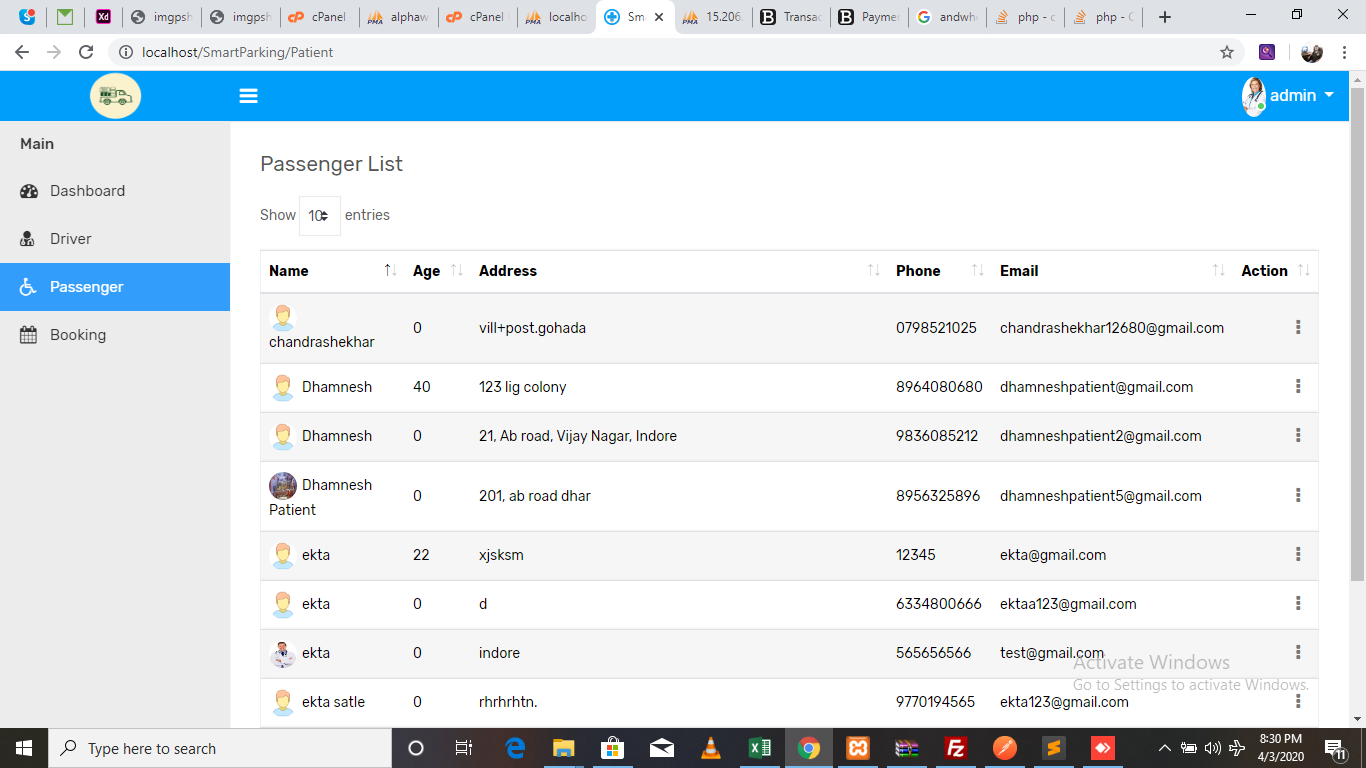 imgpsh
imgpsh
cPanel
alphaw
cPanel
localho
Sm
15.206.
Transac
Paymer
andwh
php - c
php - C
localhost/SmartParking/Patient
admin
Main
Dashboard
Driver
Passenger
Booking
Passenger List
Show 10 entries
Name Age Address Phone Email Action
chandrashekhar 0 vill+post.gohada 0798521025 chandrashekhar12680@gmail.com
Dhamnesh 40 123 lig colony 8964080680 dhamneshpatient@gmail.com
Dhamnesh 0 21, Ab road, Vijay Nagar, Indore 9836085212 dhamneshpatient2@gmail.com
Dhamnesh
Patient 0 201, ab road dhar 8956325896 dhamneshpatient5@gmail.com
ekta 22 xjsksm 12345 ekta@gmail.com
ekta 0 d 6334800666 ektaa123@gmail.com
ekta 0 indore 565656566 test@gmail.com
ekta satle 0 rhrhrhtn. 9770194565 ekta123@gmail.com
Activate Windows
Go to Settings to activate Windows.
Type here to search
8:30 PM
4/3/2020
11